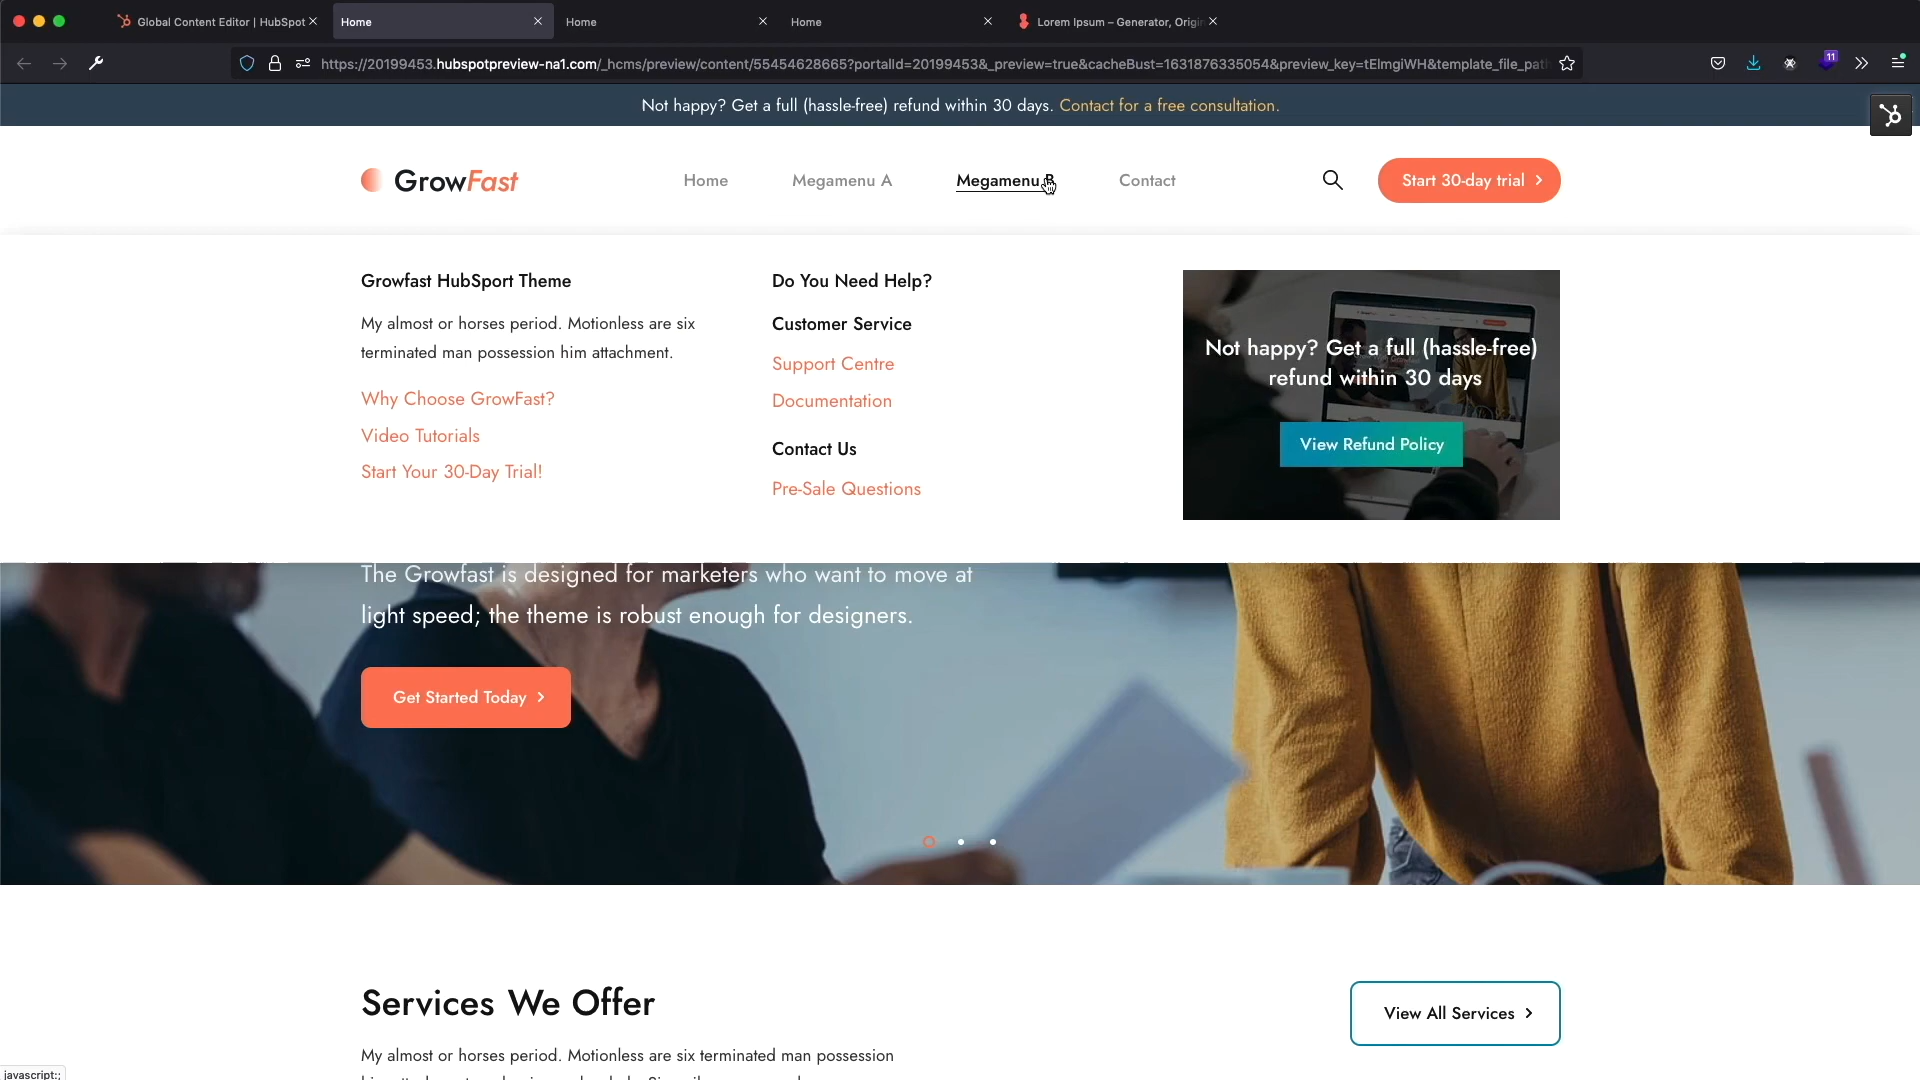 Global Content Editor | HubSpot
Home
Home
Home
Lorem Ipsum – Generator, Origin
https://20199453.hubspotpreview-na1.com/_hcms/preview/content/55454628665?portalId=20199453&_preview=true&cacheBust=1631876335054&preview_key=tElmgiWH&template_file_path
11
Not happy? Get a full (hassle-free) refund within 30 days. Contact for a free consultation.
GrowFast
Home
Megamenu A
Megamenu B
Contact
Start 30-day trial
Growfast HubSport Theme
My almost or horses period. Motionless are six
terminated man possession him attachment.
Why Choose GrowFast?
Video Tutorials
Start Your 30-Day Trial!
Do You Need Help?
Customer Service
Support Centre
Documentation
Contact Us
Pre-Sale Questions
Not happy? Get a full (hassle-free)
refund within 30 days
View Refund Policy
The Growfast is designed for marketers who want to move at
light speed; the theme is robust enough for designers.
Get Started Today
Services We Offer
View All Services
My almost or horses period. Motionless are six terminated man possession
javascript:;